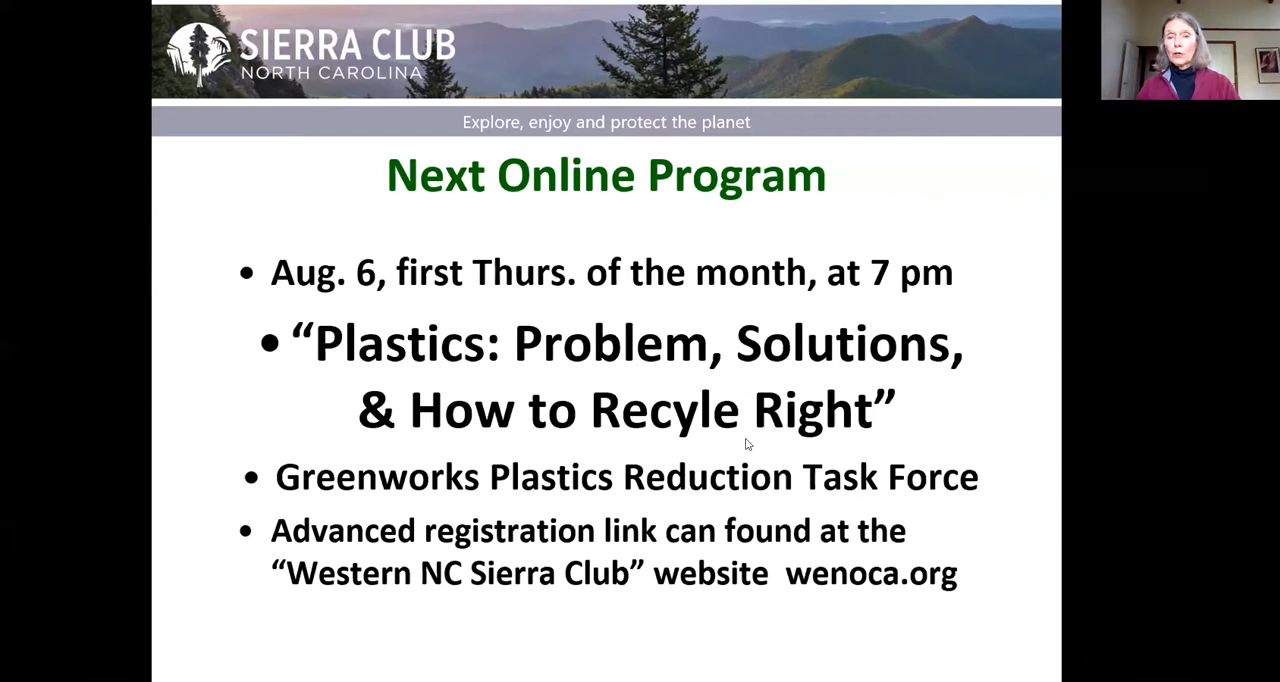 SIERRA CLUB
NORTH CAROLINA
Explore, enjoy and protect the planet
Next Online Program
• Aug. 6, first Thurs. of the month, at 7 pm
• “Plastics: Problem, Solutions,
& How to Recyle Right”
• Greenworks Plastics Reduction Task Force
• Advanced registration link can found at the
“Western NC Sierra Club” website wenoca.org